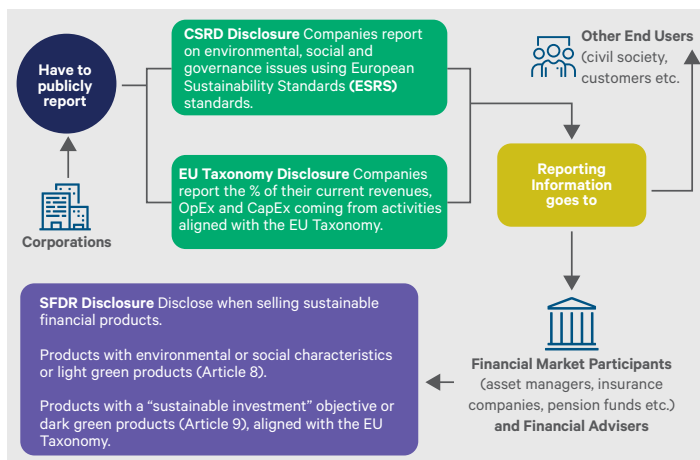 Have to
publicly
report
Corporations
CSRD Disclosure Companies report
on environmental, social and
governance issues using European
Sustainability Standards (ESRS)
standards.
EU Taxonomy Disclosure Companies
report the % of their current revenues,
OpEx and CapEx coming from activities
aligned with the EU Taxonomy.
Other End Users
(civil society,
customers etc.
Reporting
Information
goes to
Financial Market Participants
(asset managers, insurance
companies, pension funds etc.)
and Financial Advisers
SFDR Disclosure Disclose when selling sustainable
financial products.
Products with environmental or social characteristics
or light green products (Article 8).
Products with a “sustainable investment” objective or
dark green products (Article 9), aligned with the EU
Taxonomy.